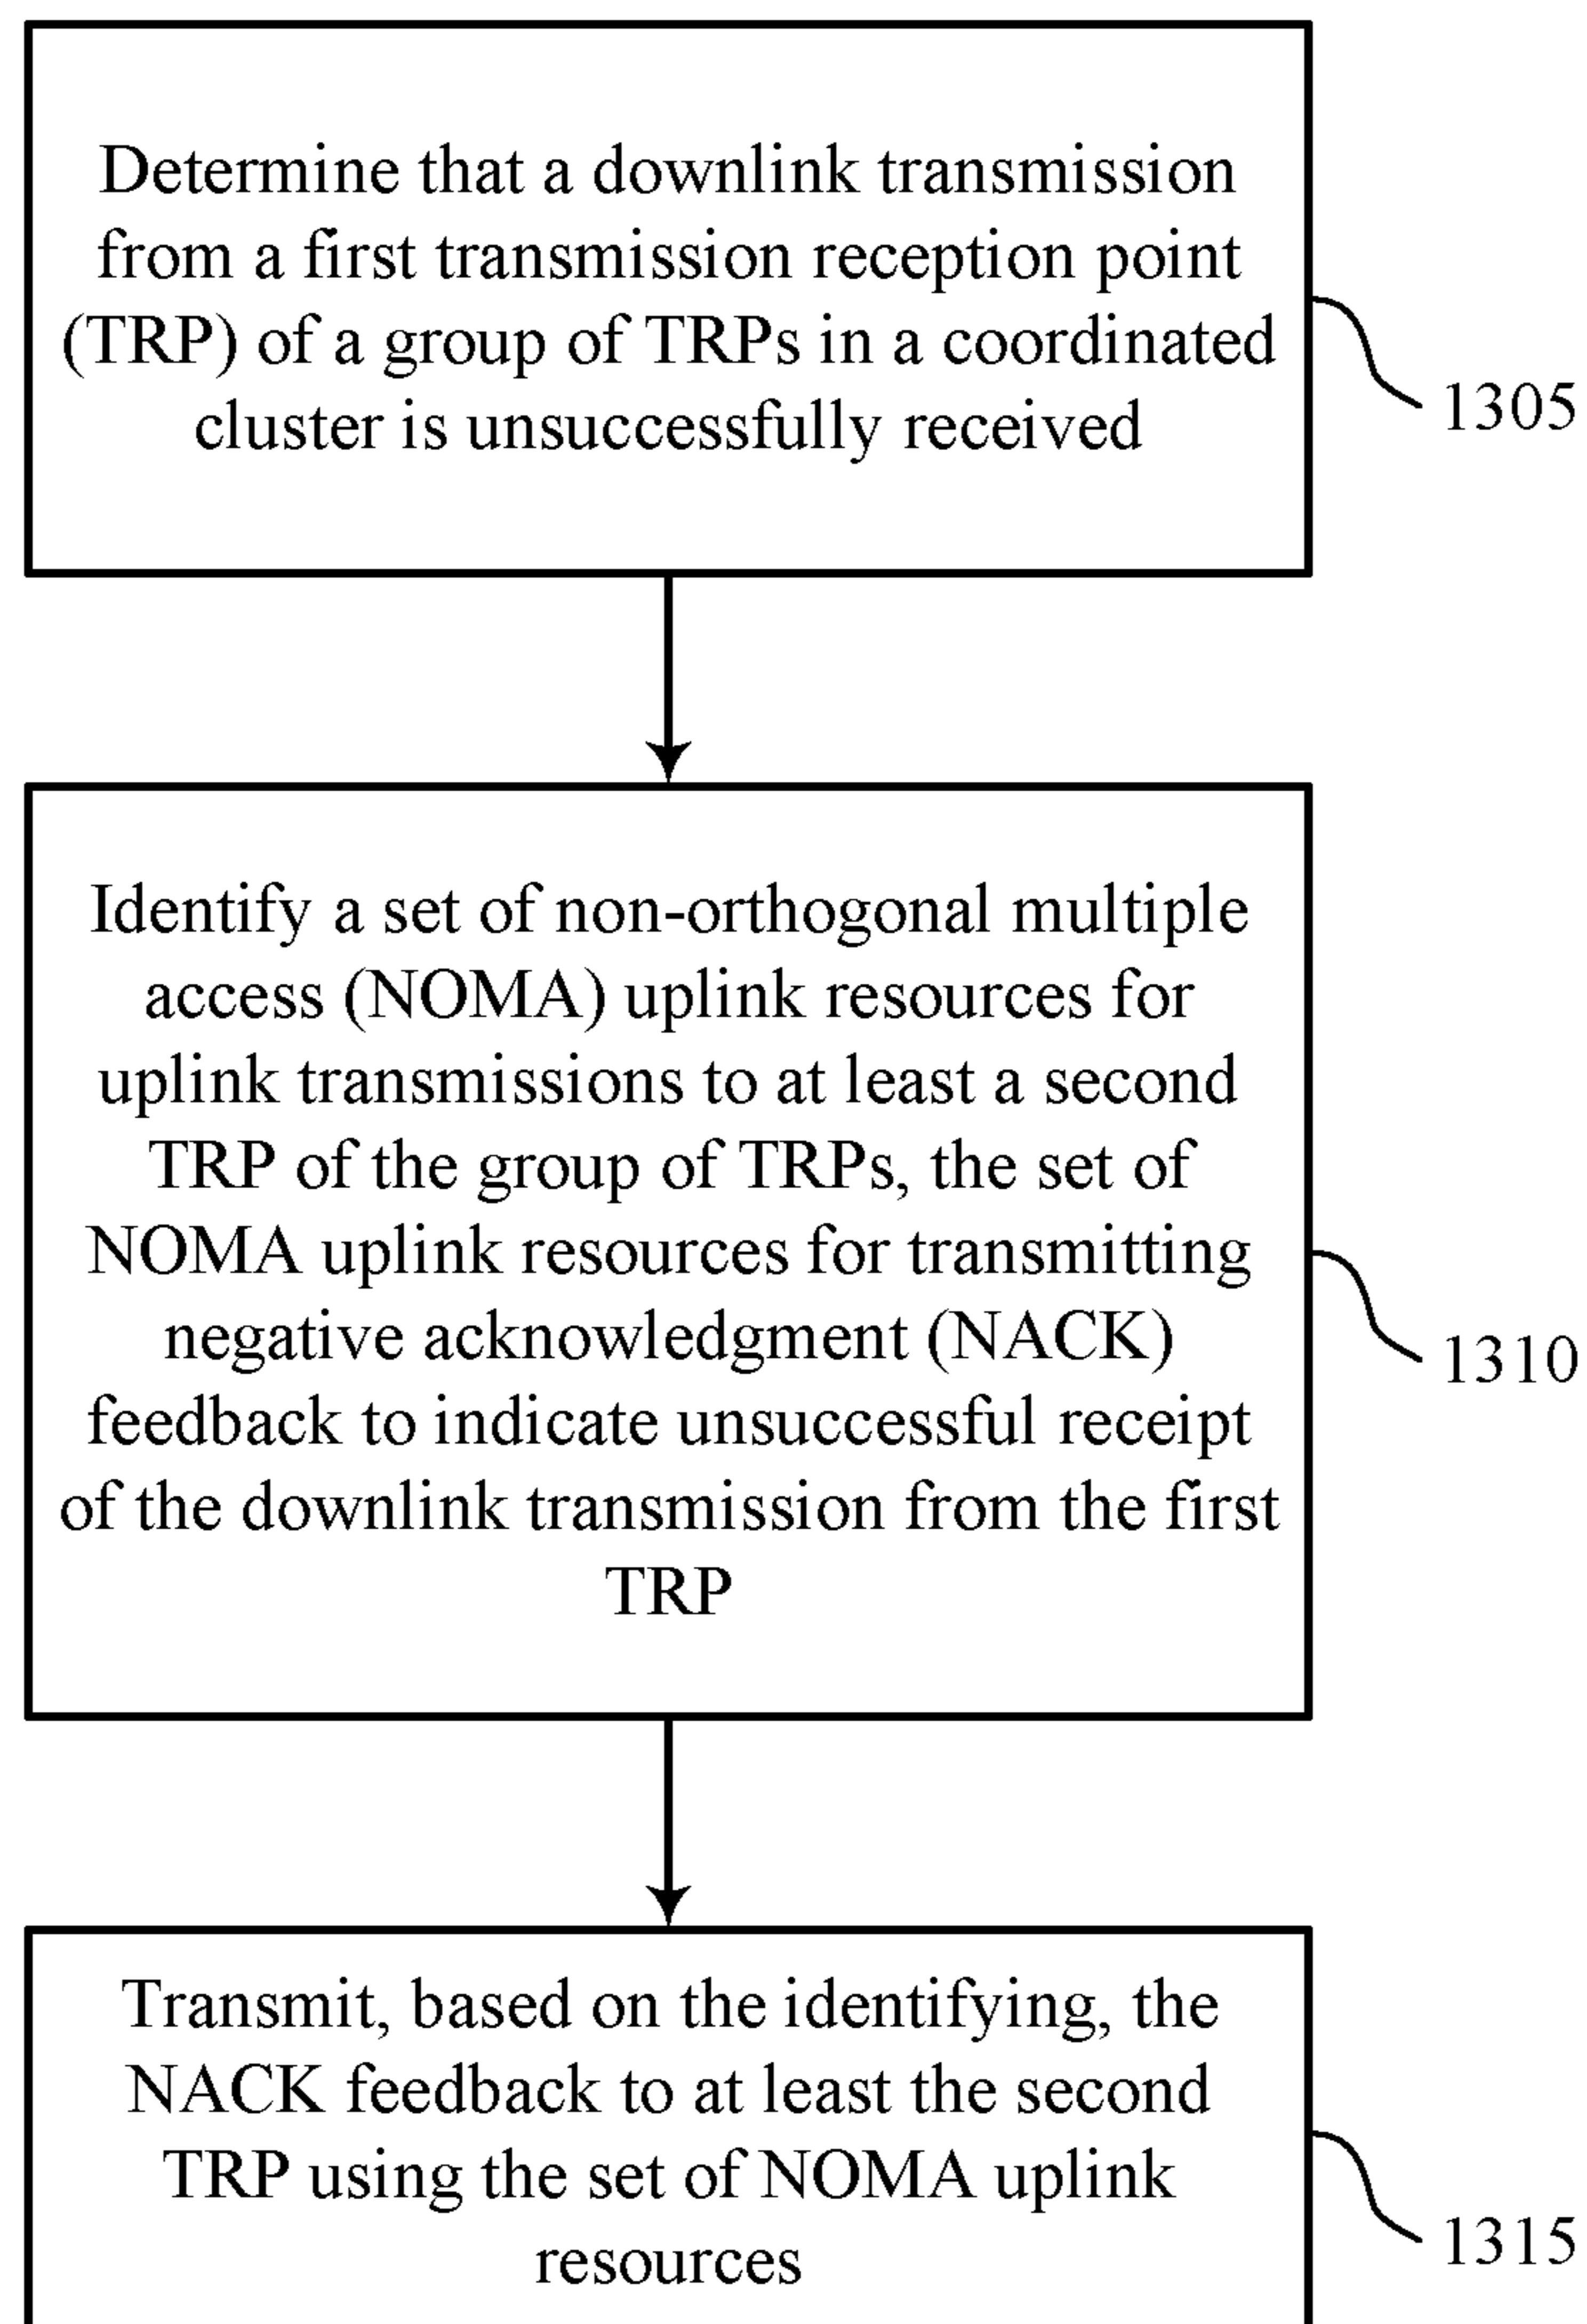 Determine that a downlink transmission
from a first transmission reception point
(TRP) of a group of TRPs in a coordinated
cluster is unsuccessfully received
1305
Identify a set of non-orthogonal multiple
access (NOMA) uplink resources for
uplink transmissions to at least a second
TRP of the group of TRPs, the set of
NOMA uplink resources for transmitting
negative acknowledgment (NACK)
feedback to indicate unsuccessful receipt
of the downlink transmission from the first
TRP
1310
Transmit, based on the identifying, the
NACK feedback to at least the second
TRP using the set of NOMA uplink
resources
1315